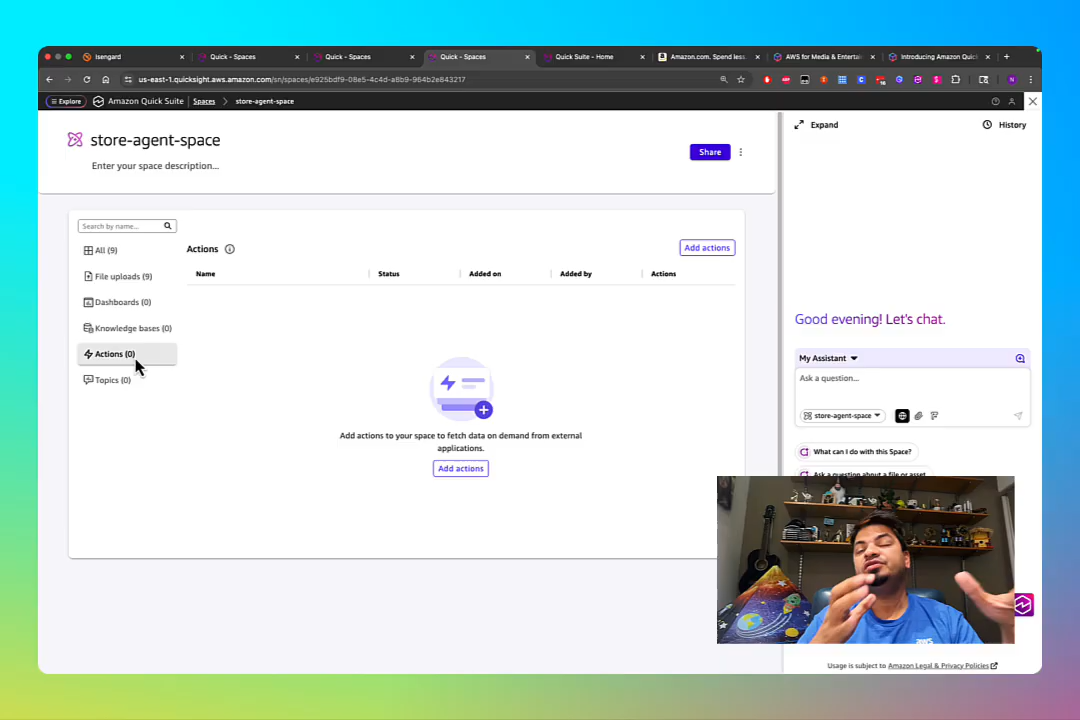 Isengard
Quick - Spaces
Quick - Spaces
Quick - Spaces
Quick Suite - Home
Amazon.com. Spend less.
AWS for Media & Entertai
Introducing Amazon Quick
us-east-1.quicksight.aws.amazon.com/sn/spaces/e925bdf9-08e5-4c4d-a8b9-964b2e843217
Explore
Amazon Quick Suite
Spaces
store-agent-space
store-agent-space
Enter your space description...
Share
Expand
History
Search by name...
All (9)
File uploads (9)
Dashboards (0)
Knowledge bases (0)
Actions (0)
Topics (0)
Actions
Add actions
Name
Status
Added on
Added by
Actions
Add actions to your space to fetch data on demand from external
applications.
Add actions
Good evening! Let's chat.
My Assistant
Ask a question...
store-agent-space
What can I do with this Space?
Ask a question about a file or asset
aws
Usage is subject to Amazon Legal & Privacy Policies